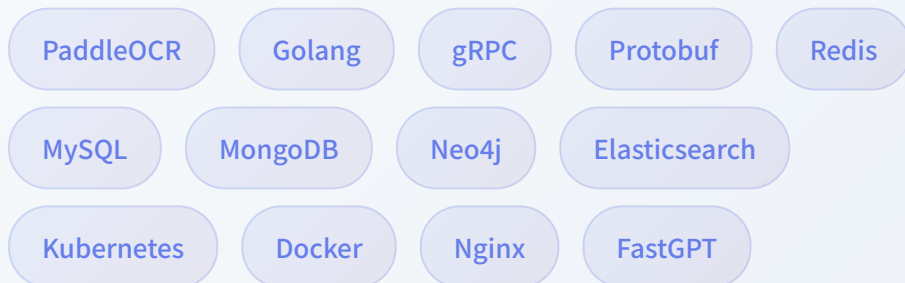 PaddleOCR Golang gRPC Protobuf Redis
MySQL MongoDB Neo4j Elasticsearch
Kubernetes Docker Nginx FastGPT